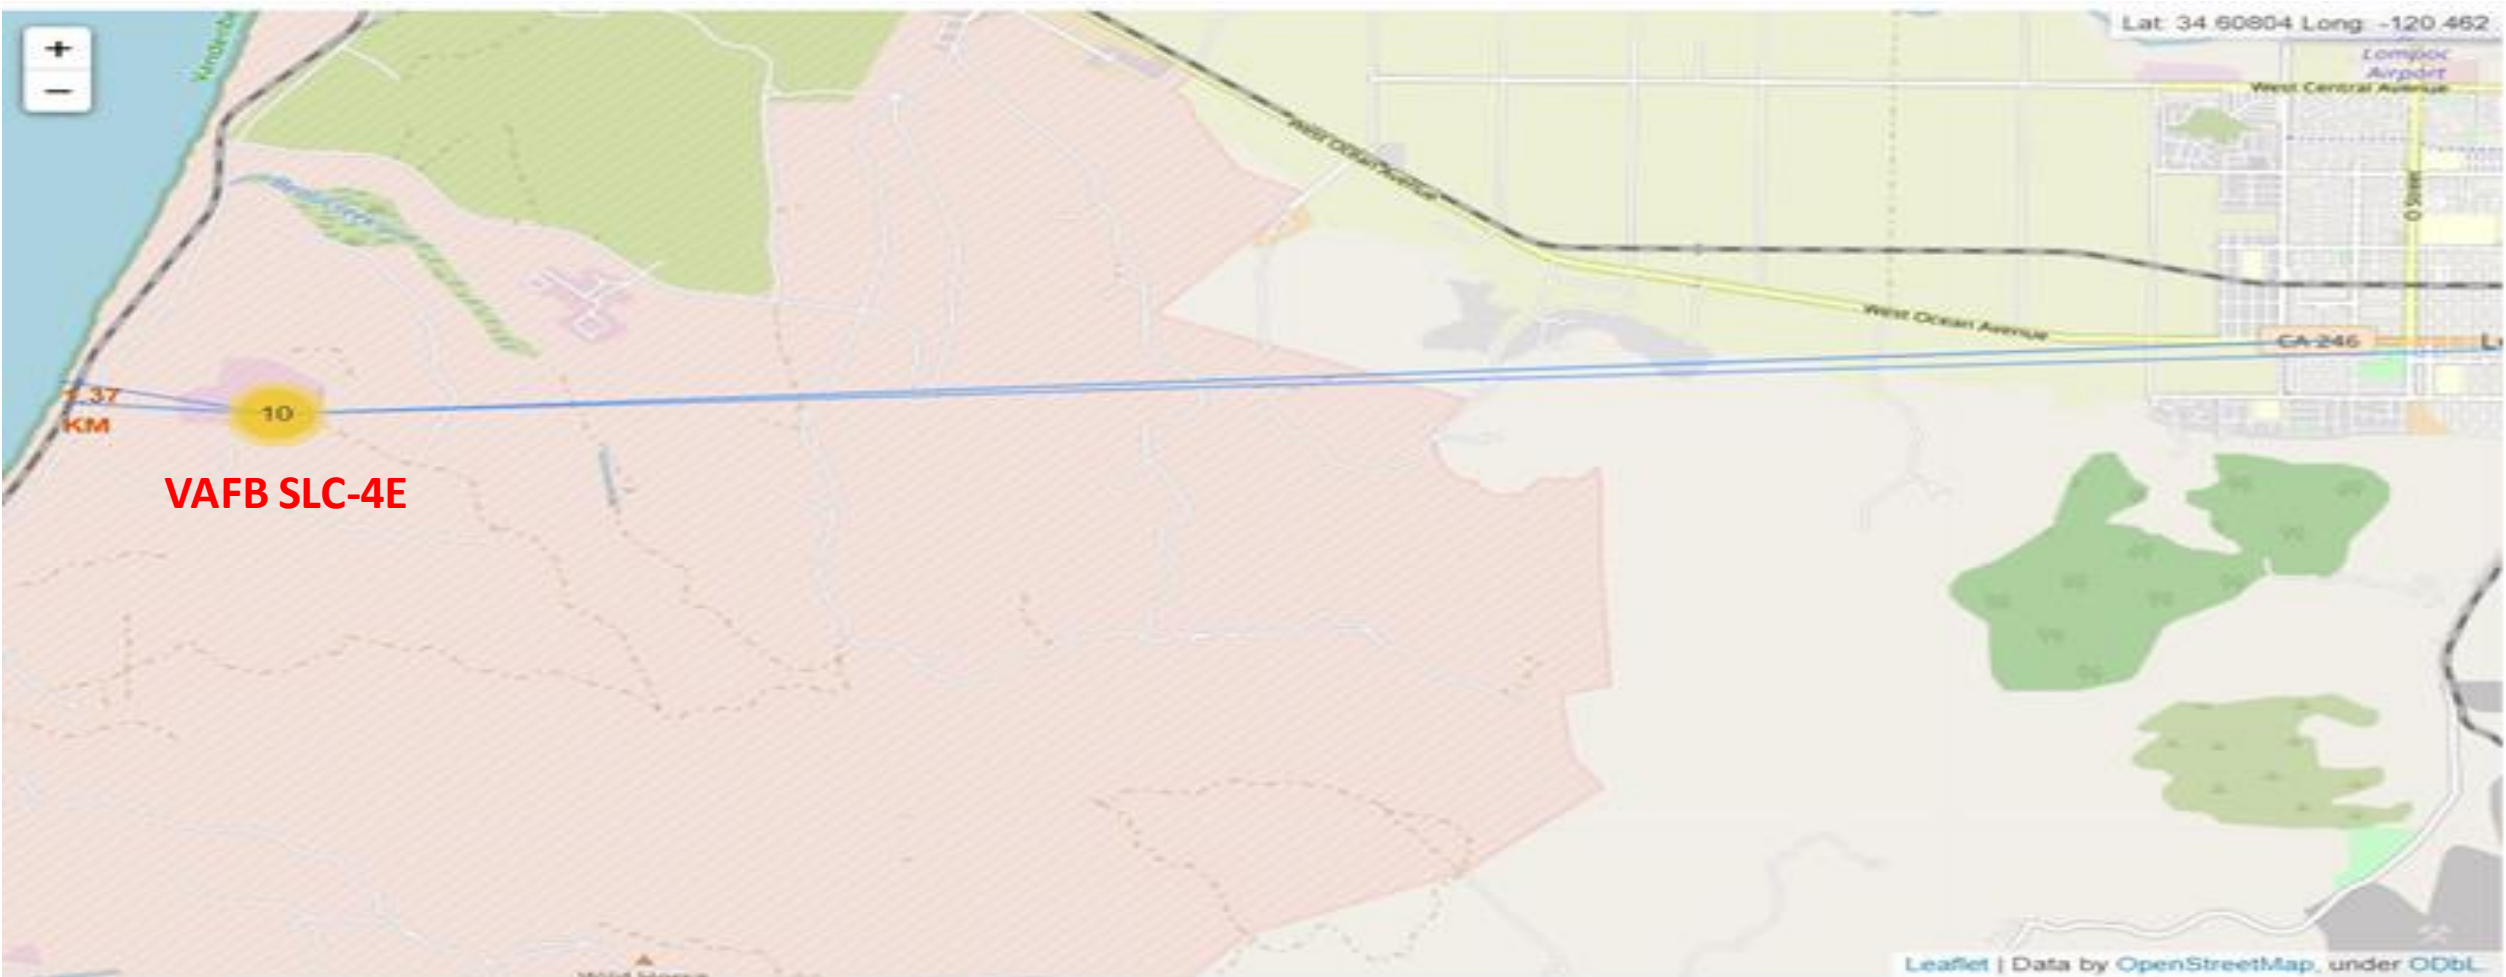 +
Lat: 34.60804 Long: -120.462
−
Lompoc
Airport
West Central Avenue
West Ocean Avenue
O Street
West Ocean Avenue
CA 246
.37
KM
10
VAFB SLC-4E
Leaflet | Data by OpenStreetMap, under ODbL.